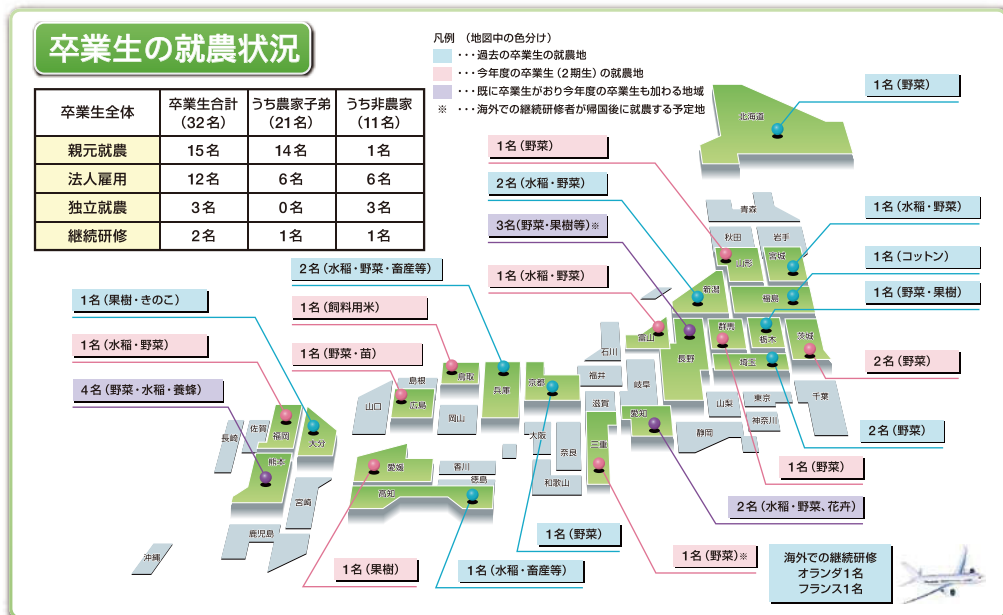 卒業生の就農状況
凡例 (地図中の色分け)
・・・過去の卒業生の就農地
・・・今年度の卒業生(2期生)の就農地
・・・既に卒業生がおり今年度の卒業生も加わる地域
※ ・・・海外での継続研修者が帰国後に就農する予定地
卒業生全体 卒業生合計(32名) うち農家子弟(21名) うち非農家(11名)
親元就農 15名 14名 1名
法人雇用 12名 6名 6名
独立就農 3名 0名 3名
継続研修 2名 1名 1名
1名(野菜)
1名(野菜)
2名(水稲・野菜)
3名(野菜・果樹等)※
1名(水稲・野菜)
1名(水稲・野菜)
1名(コットン)
1名(野菜・果樹)
2名(水稲・野菜・畜産等)
1名(果樹・きのこ)
1名(飼料用米)
1名(水稲・野菜)
1名(野菜・苗)
4名(野菜・水稲・養蜂)
2名(野菜)
2名(野菜)
1名(野菜)
2名(水稲・野菜、花卉)
1名(野菜)
1名(野菜)※
1名(果樹)
1名(水稲・畜産等)
海外での継続研修
オランダ1名
フランス1名
北海道
青森
秋田
岩手
山形
宮城
新潟
福島
群馬
栃木
茨城
富山
長野
埼玉
石川
福井
岐阜
山梨
東京
千葉
神奈川
静岡
愛知
滋賀
三重
京都
大阪
奈良
和歌山
兵庫
鳥取
島根
岡山
広島
山口
香川
徳島
愛媛
高知
福岡
佐賀
長崎
大分
熊本
宮崎
鹿児島
沖縄